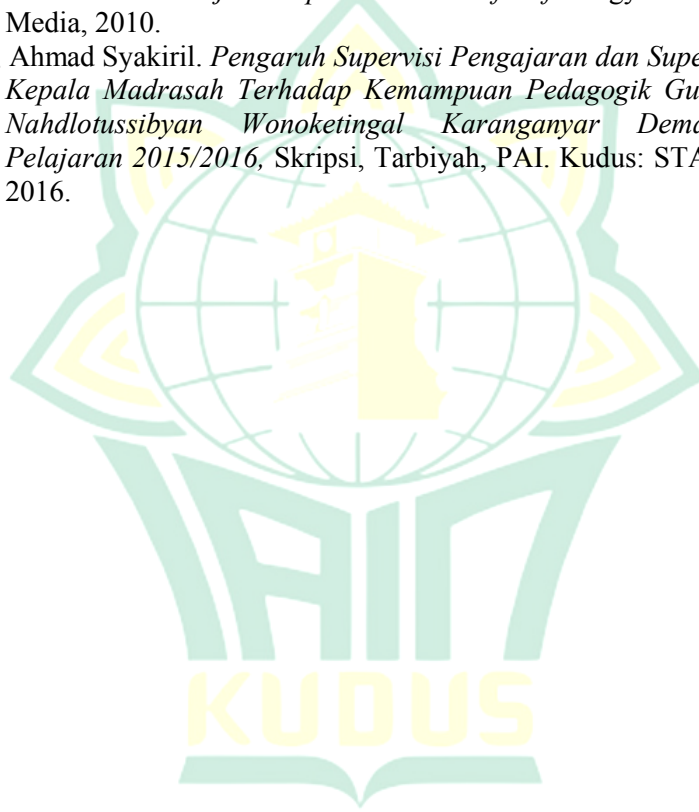 Media, 2010.
Ahmad Syakiril. Pengaruh Supervisi Pengajaran dan Supe
Kepala Madrasah Terhadap Kemampuan Pedagogik Gu
Nahdlotussibyan Wonoketingal Karanganyar Dema
Pelajaran 2015/2016, Skripsi, Tarbiyah, PAI. Kudus: STA
2016.
IAIN
KUDUS